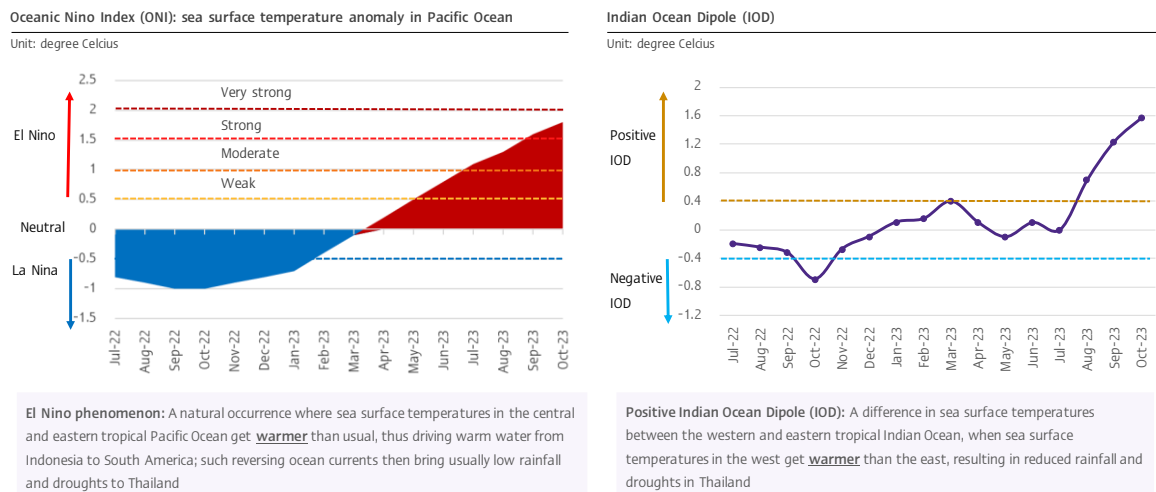 Oceanic Nino Index (ONI): sea surface temperature anomaly in Pacific Ocean
Unit: degree Celcius
2.5
2
1.5
1
0.5
0
-0.5
-1
-1.5
El Nino
Neutral
La Nina
Very strong
Strong
Moderate
Weak
Jul-22
Aug-22
Sep-22
Oct-22
Nov-22
Dec-22
Jan-23
Feb-23
Mar-23
Apr-23
May-23
Jun-23
Jul-23
Aug-23
Sep-23
Oct-23
El Nino phenomenon: A natural occurrence where sea surface temperatures in the central
and eastern tropical Pacific Ocean get warmer than usual, thus driving warm water from
Indonesia to South America; such reversing ocean currents then bring usually low rainfall
and droughts to Thailand
Indian Ocean Dipole (IOD)
Unit: degree Celcius
2
1.6
1.2
0.8
0.4
0
-0.4
-0.8
-1.2
Positive
IOD
Negative
IOD
Jul-22
Aug-22
Sep-22
Oct-22
Nov-22
Dec-22
Jan-23
Feb-23
Mar-23
Apr-23
May-23
Jun-23
Jul-23
Aug-23
Sep-23
Oct-23
Positive Indian Ocean Dipole (IOD): A difference in sea surface temperatures
between the western and eastern tropical Indian Ocean, when sea surface
temperatures in the west get warmer than the east, resulting in reduced rainfall and
droughts in Thailand